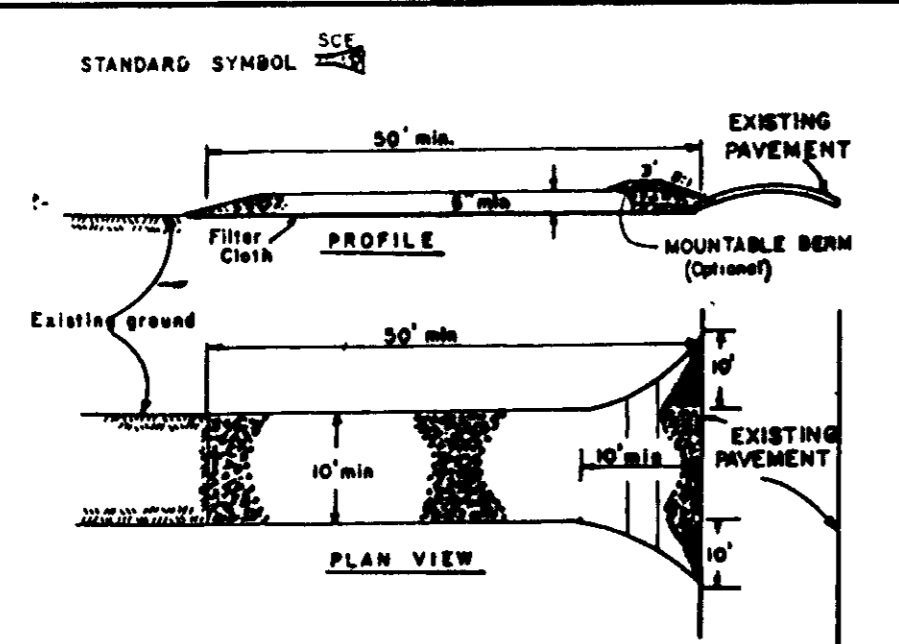 SCE
STANDARD SYMBOL
50' min.
EXISTING
PAVEMENT
3'
6" min
Filter
Cloth
PROFILE
MOUNTABLE BERM
(Optional)
Existing ground
50' min
10'
EXISTING
PAVEMENT
10' min
10' min
10'
PLAN VIEW